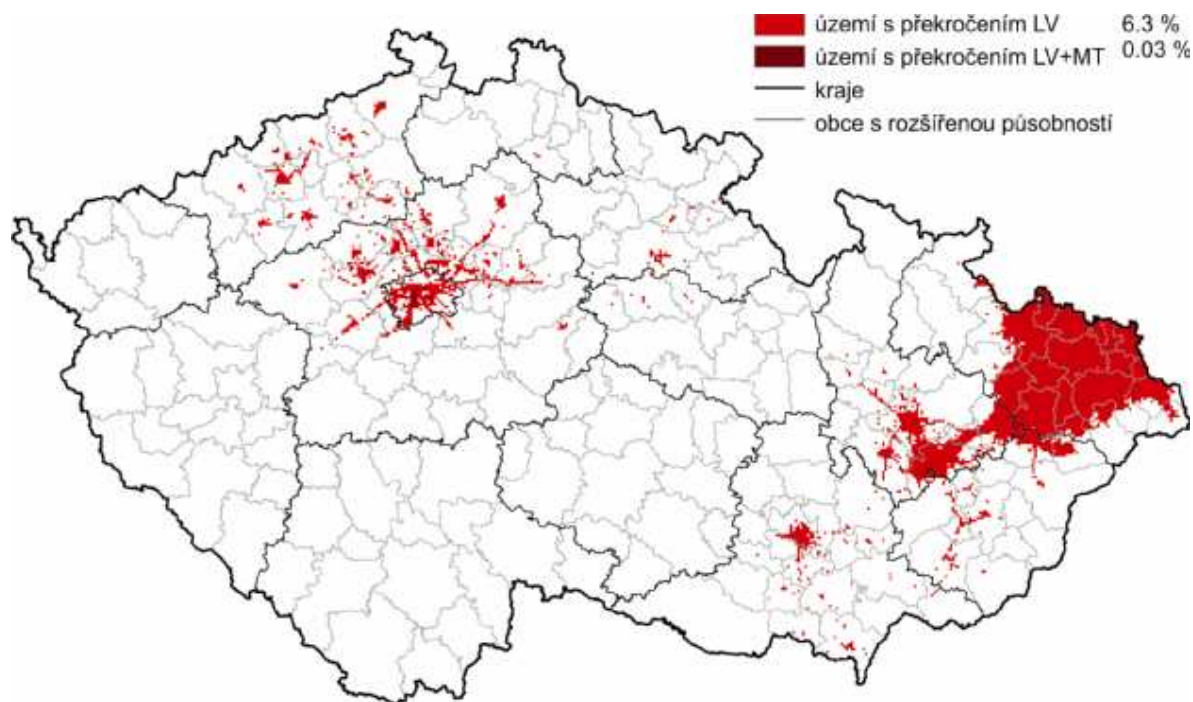 území s překročením LV 6.3 %
území s překročením LV+MT 0.03 %
kraje
obce s rozšířenou působností